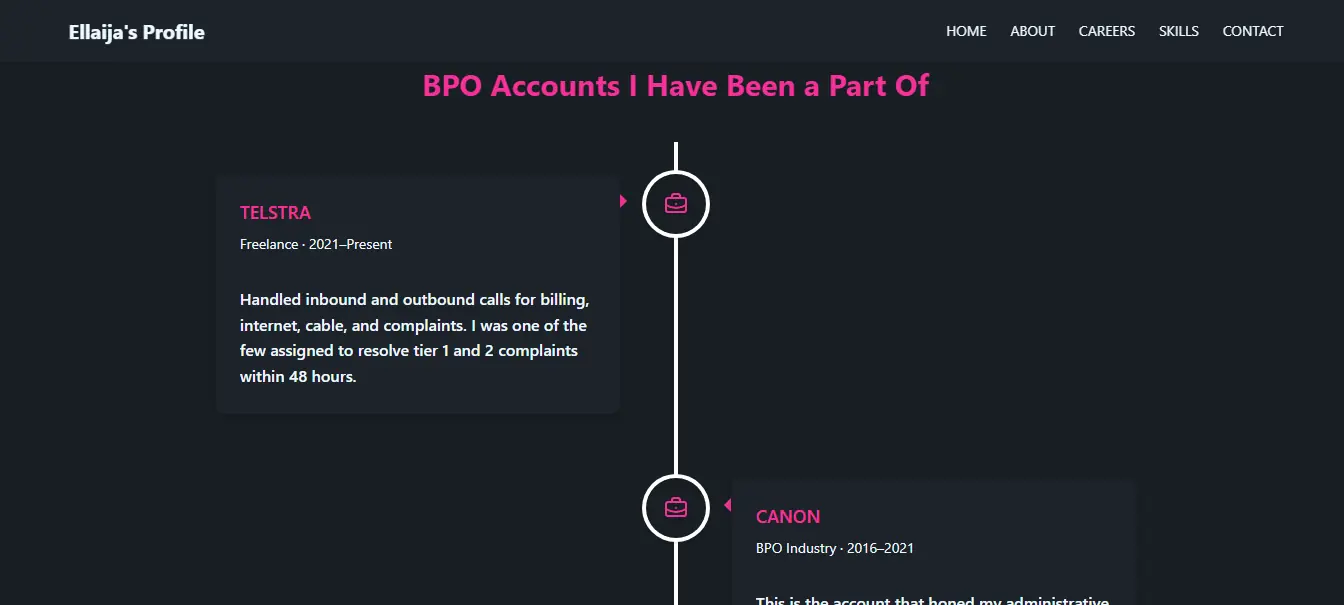 Ellaija's Profile
HOME ABOUT CAREERS SKILLS CONTACT
BPO Accounts I Have Been a Part Of
TELSTRA
Freelance · 2021–Present
Handled inbound and outbound calls for billing,
internet, cable, and complaints. I was one of the
few assigned to resolve tier 1 and 2 complaints
within 48 hours.
CANON
BPO Industry · 2016–2021
This is the account that honed my administrative